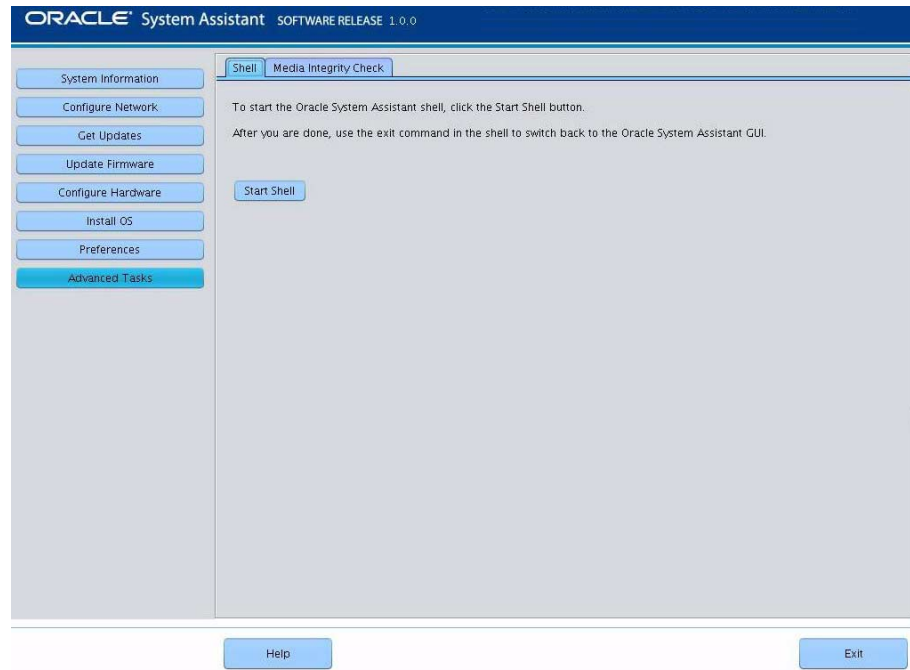 ORACLE System Assistant SOFTWARE RELEASE 1.0.0
Shell Media Integrity Check
System Information
Configure Network
Get Updates
Update Firmware
Configure Hardware
Install OS
Preferences
Advanced Tasks
To start the Oracle System Assistant shell, click the Start Shell button.
After you are done, use the exit command in the shell to switch back to the Oracle System Assistant GUI.
Start Shell
Help Exit